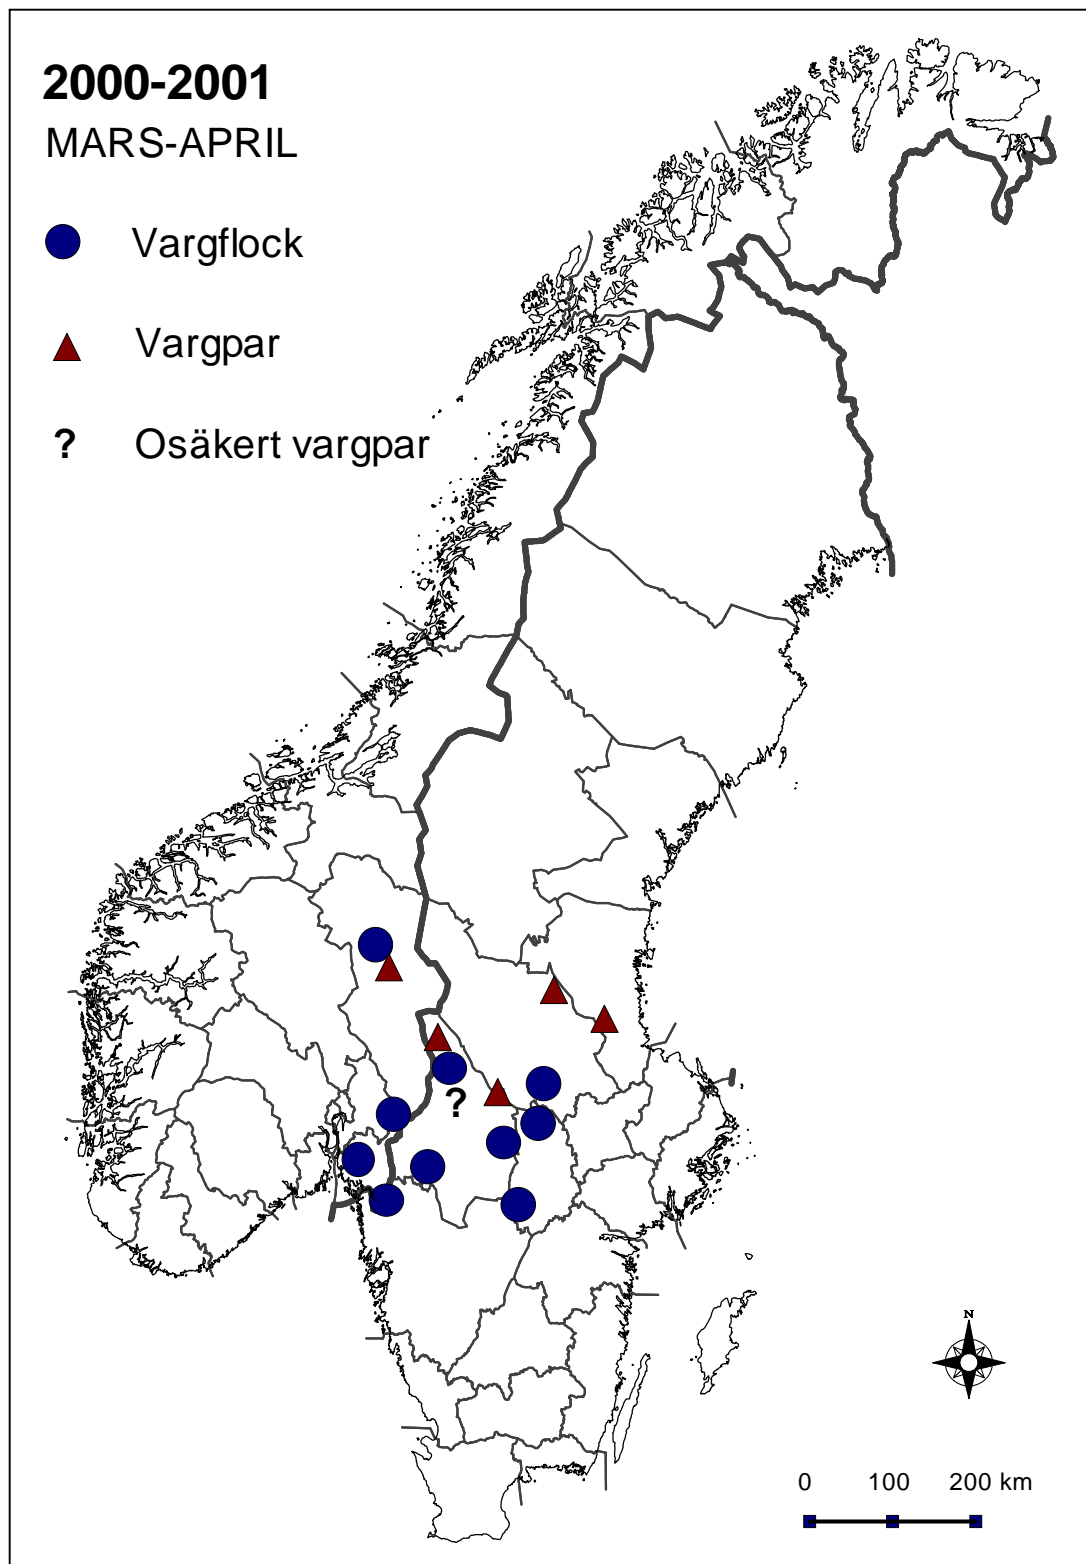 2000-2001
MARS-APRIL
Vargflock
Vargpar
? Osäkert vargpar
?
N
0 100 200 km